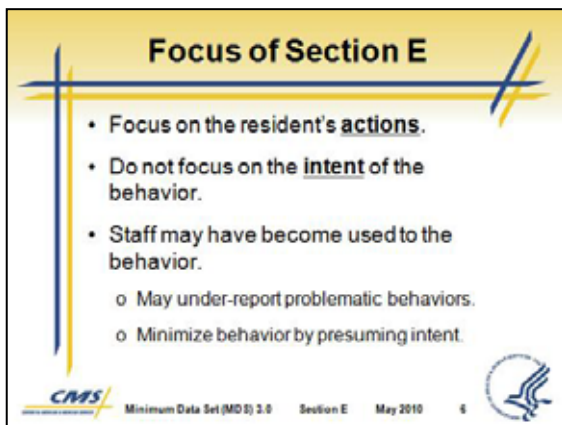 Focus of Section E
• Focus on the resident's actions.
• Do not focus on the intent of the
behavior.
• Staff may have become used to the
behavior.
o May under-report problematic behaviors.
o Minimize behavior by presuming intent.
CMS
Minimum Data Set (MDS) 3.0 Section E May 2010 6